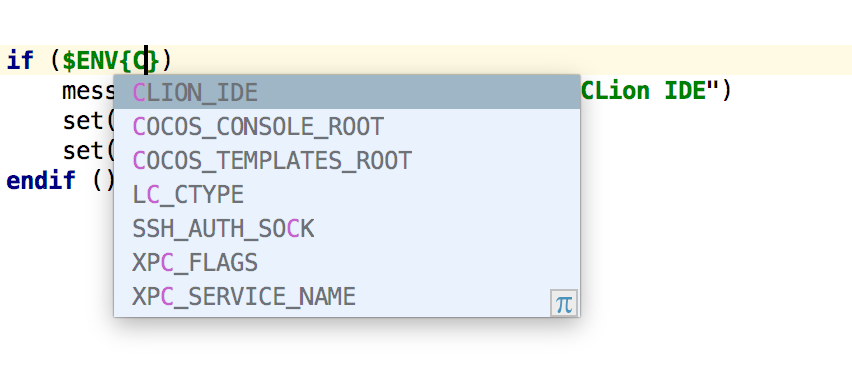 if ($ENV{C})
mess CLion IDE")
CLION_IDE
set( COCOS_CONSOLE_ROOT
set( COCOS_TEMPLATES_ROOT
endif () LC_CTYPE
SSH_AUTH_SOCK
XPC_FLAGS
XPC_SERVICE_NAME
π